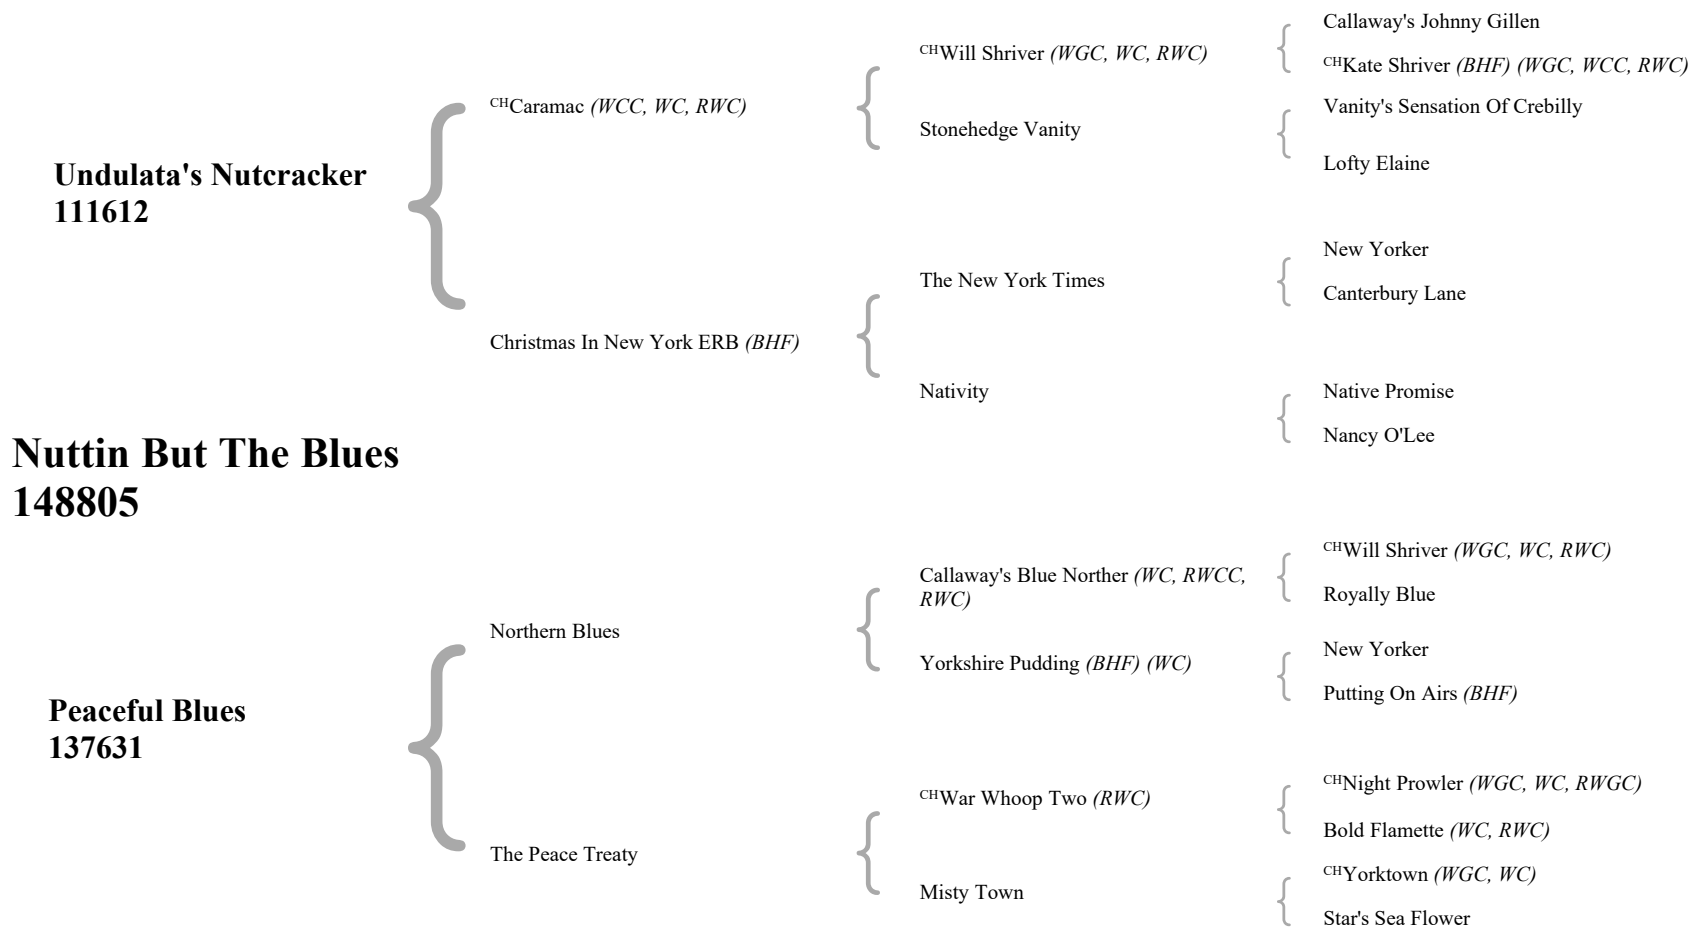 Callaway's Johnny Gillen
CHWill Shriver (WGC, WC, RWC)
CHKate Shriver (BHF) (WGC, WCC, RWC)
CHCaramac (WCC, WC, RWC)
Vanity's Sensation Of Crebilly
Stonehedge Vanity
Lofty Elaine
Undulata's Nutcracker
111612
New Yorker
The New York Times
Canterbury Lane
Christmas In New York ERB (BHF)
Native Promise
Nativity
Nancy O'Lee
Nuttin But The Blues
148805
CHWill Shriver (WGC, WC, RWC)
Callaway's Blue Norther (WC, RWCC,
RWC)
Royally Blue
Northern Blues
New Yorker
Yorkshire Pudding (BHF) (WC)
Putting On Airs (BHF)
Peaceful Blues
137631
CHNight Prowler (WGC, WC, RWGC)
CHWar Whoop Two (RWC)
Bold Flamette (WC, RWC)
The Peace Treaty
CHYorktown (WGC, WC)
Misty Town
Star's Sea Flower